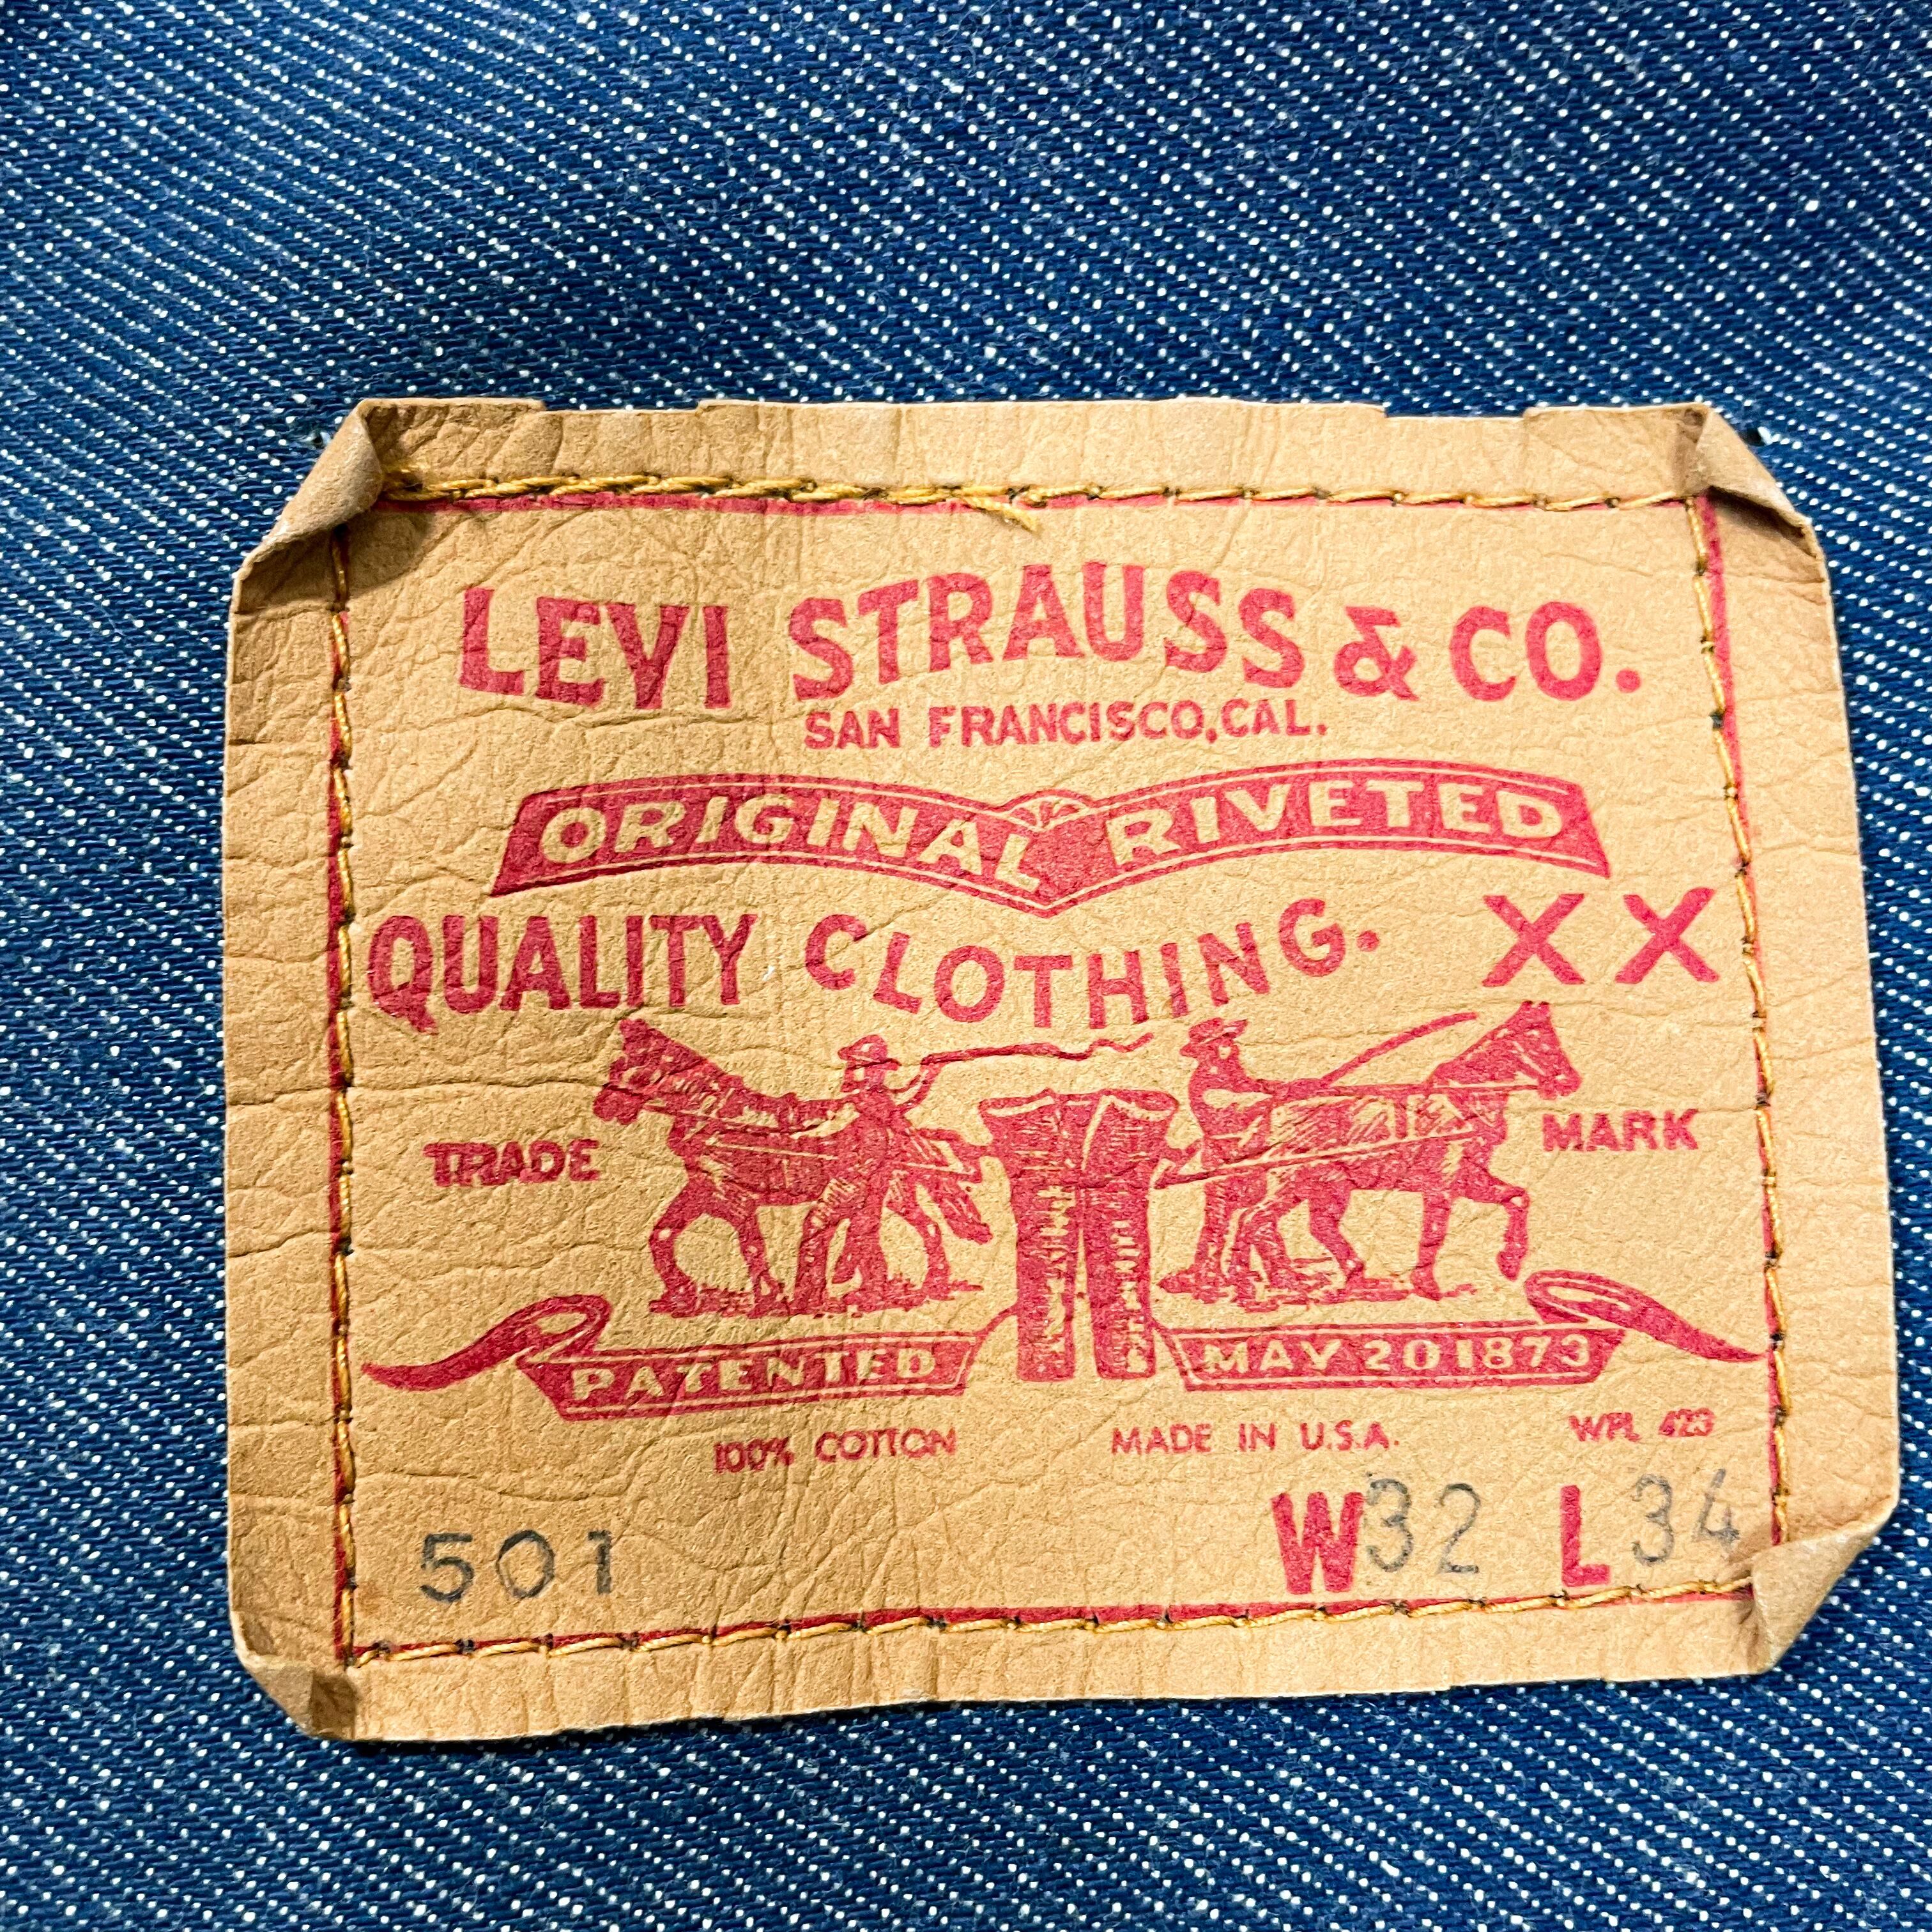 LEVI STRAUSS & CO.
SAN FRANCISCO, CAL.
ORIGINAL RIVETED
QUALITY CLOTHING. XX
TRADE MARK
PATENTED MAY 20 1873
100% COTTON MADE IN U.S.A. WPL 423
501 W32 L34